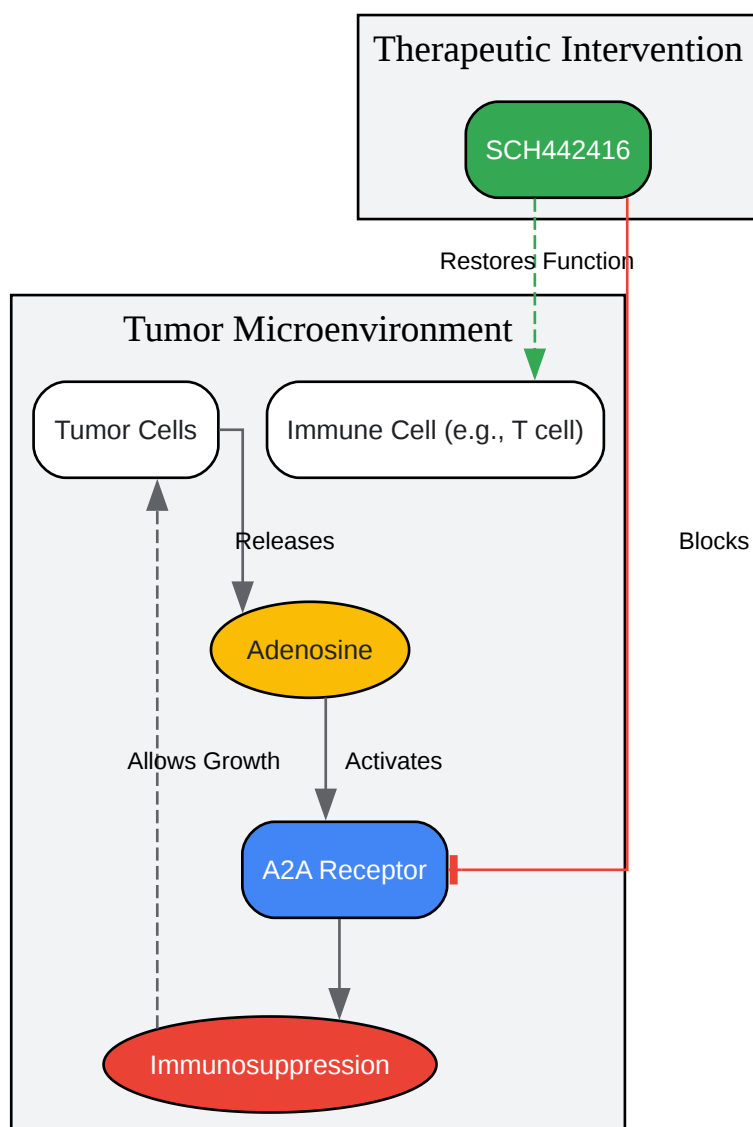 Therapeutic Intervention
SCH442416
Restores Function
Tumor Microenvironment
Tumor Cells
Immune Cell (e.g., T cell)
Releases
Blocks
Adenosine
Allows Growth
Activates
A2A Receptor
Immunosuppression